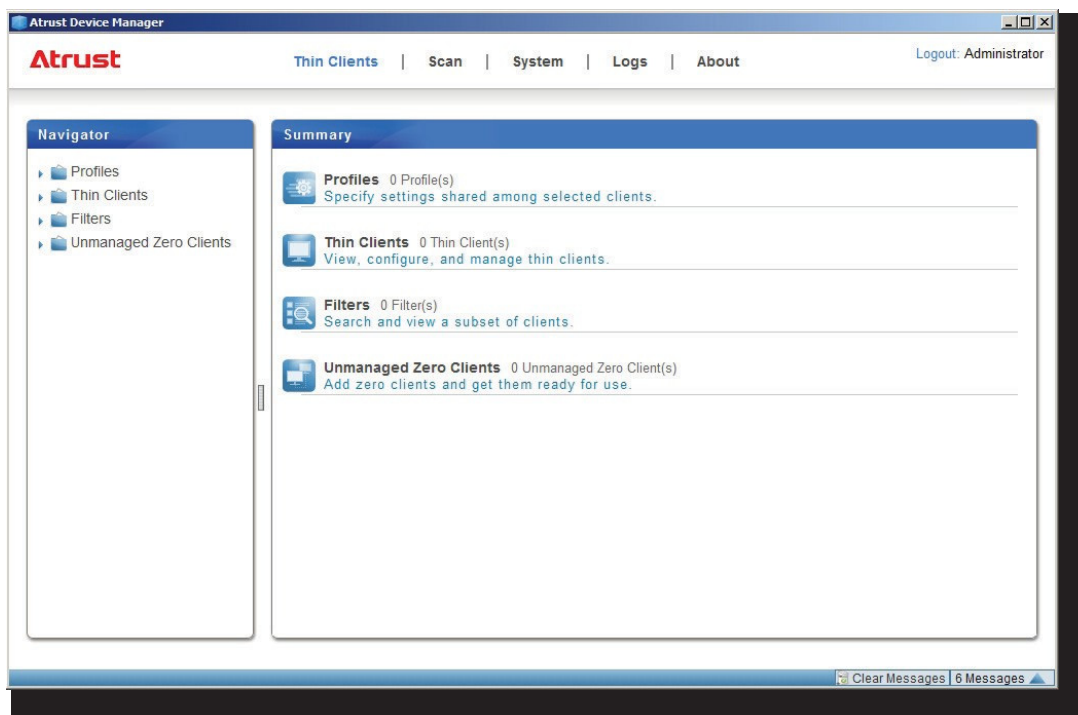 Atrust Device Manager
Atrust
Thin Clients | Scan | System | Logs | About
Logout: Administrator
Navigator
Profiles
Thin Clients
Filters
Unmanaged Zero Clients
Summary
Profiles 0 Profile(s)
Specify settings shared among selected clients.
Thin Clients 0 Thin Client(s)
View, configure, and manage thin clients.
Filters 0 Filter(s)
Search and view a subset of clients.
Unmanaged Zero Clients 0 Unmanaged Zero Client(s)
Add zero clients and get them ready for use.
Clear Messages 6 Messages